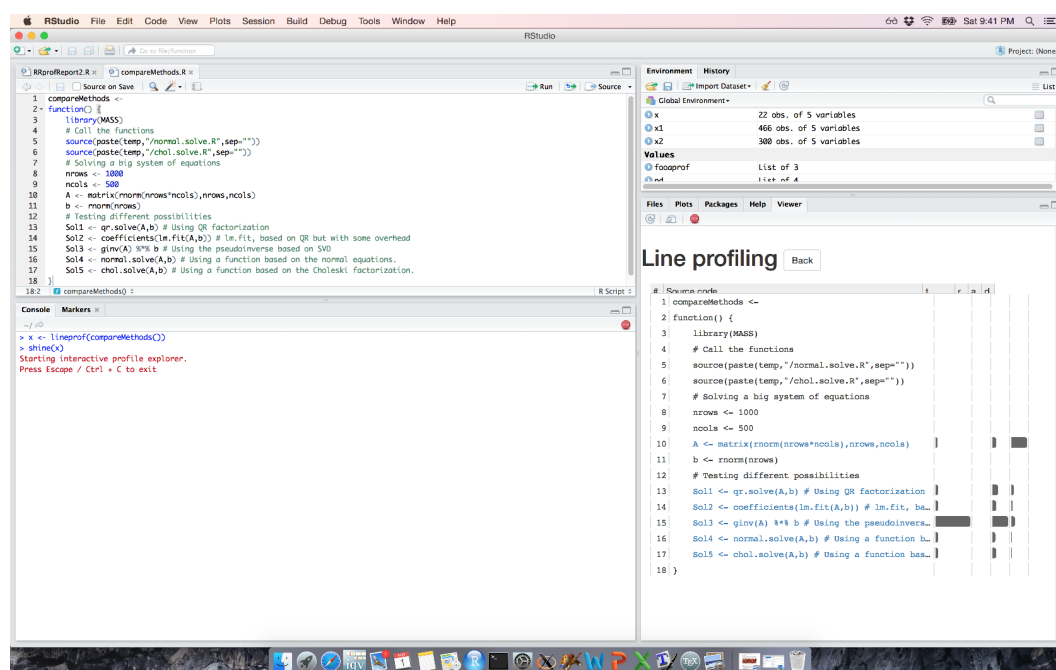 RStudio File Edit Code View Plots Session Build Debug Tools Window Help Sat 9:41 PM
RStudio
Go to file/function Project: (None
RRprofReport2.R × compareMethods.R ×
Source on Save Run Source
1 compareMethods <-
2 function() {
3 library(MASS)
4 # Call the functions
5 source(paste(temp,"/normal.solve.R",sep=""))
6 source(paste(temp,"/chol.solve.R",sep=""))
7 # Solving a big system of equations
8 nrows <- 1000
9 ncols <- 500
10 A <- matrix(rnorm(nrows*ncols),nrows,ncols)
11 b <- rnorm(nrows)
12 # Testing different possibilities
13 Sol1 <- qr.solve(A,b) # Using QR factorization
14 Sol2 <- coefficients(lm.fit(A,b)) # lm.fit, based on QR but with some overhead
15 Sol3 <- ginv(A) %*% b # Using the pseudoinverse based on SVD
16 Sol4 <- normal.solve(A,b) # Using a function based on the normal equations.
17 Sol5 <- chol.solve(A,b) # Using a function based on the Choleski factorization.
18 }
18:2 compareMethods() R Script
Console Markers ×
~/
> x <- lineprof(compareMethods())
> shine(x)
Starting interactive profile explorer.
Press Escape / Ctrl + C to exit
Environment History
Import Dataset List
Global Environment
x 22 obs. of 5 variables
x1 466 obs. of 5 variables
x2 300 obs. of 5 variables
Values
fooaprof List of 3
pd List of 4
Files Plots Packages Help Viewer
Line profiling Back
# Source code t r a d
1 compareMethods <-
2 function() {
3 library(MASS)
4 # Call the functions
5 source(paste(temp,"/normal.solve.R",sep=""))
6 source(paste(temp,"/chol.solve.R",sep=""))
7 # Solving a big system of equations
8 nrows <- 1000
9 ncols <- 500
10 A <- matrix(rnorm(nrows*ncols),nrows,ncols)
11 b <- rnorm(nrows)
12 # Testing different possibilities
13 Sol1 <- qr.solve(A,b) # Using QR factorization
14 Sol2 <- coefficients(lm.fit(A,b)) # lm.fit, ba…
15 Sol3 <- ginv(A) %*% b # Using the pseudoinvers…
16 Sol4 <- normal.solve(A,b) # Using a function b…
17 Sol5 <- chol.solve(A,b) # Using a function bas…
18 }